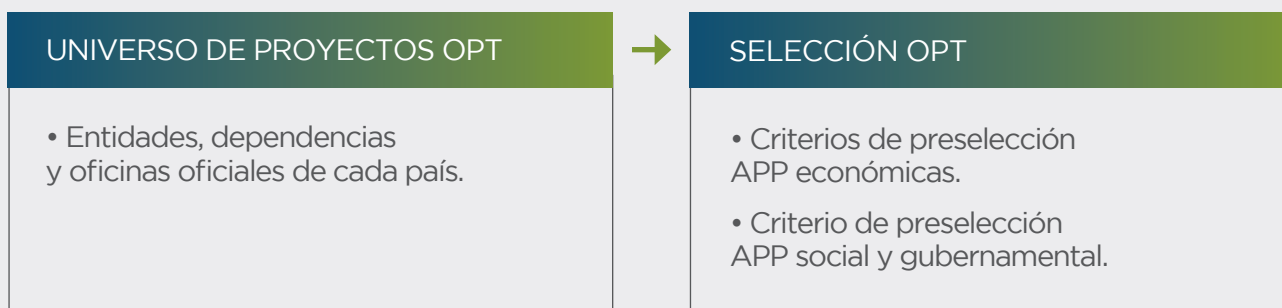 UNIVERSO DE PROYECTOS OPT
• Entidades, dependencias
y oficinas oficiales de cada país.
SELECCIÓN OPT
• Criterios de preselección
APP económicas.
• Criterio de preselección
APP social y gubernamental.